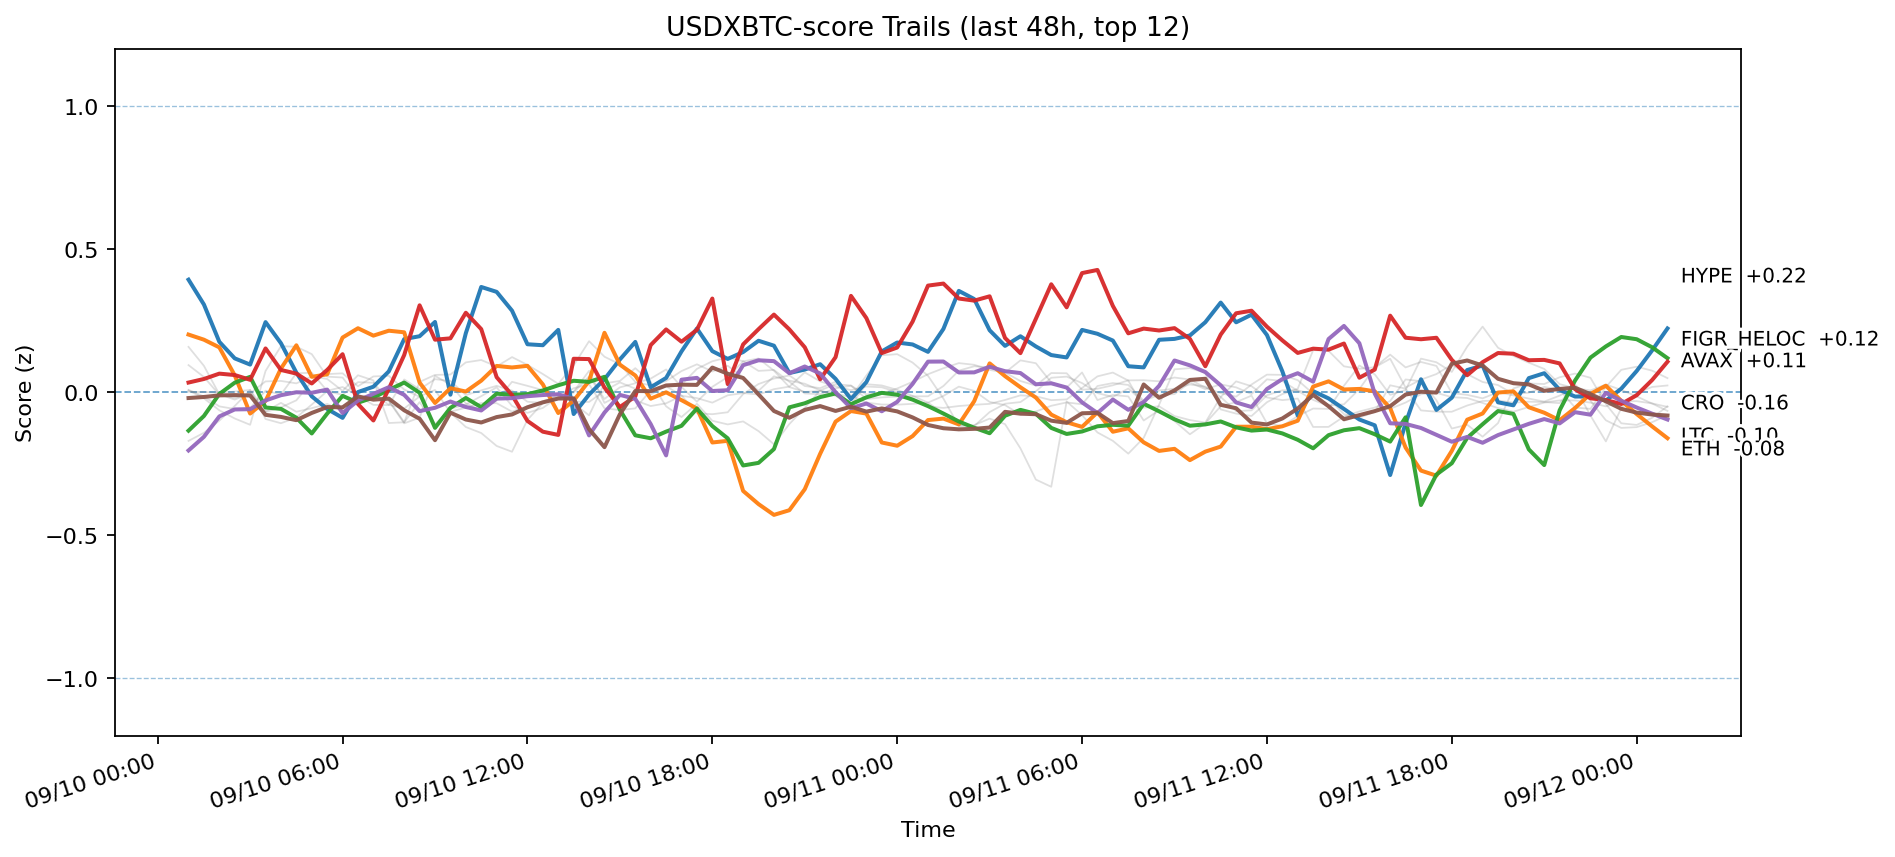 USDXBTC-score Trails (last 48h, top 12)
Score (z)
1.0
0.5
0.0
−0.5
−1.0
HYPE +0.22
FIGR_HELOC +0.12
AVAX +0.11
CRO -0.16
LTC -0.10
ETH -0.08
09/10 00:00
09/10 06:00
09/10 12:00
09/10 18:00
09/11 00:00
09/11 06:00
09/11 12:00
09/11 18:00
09/12 00:00
Time